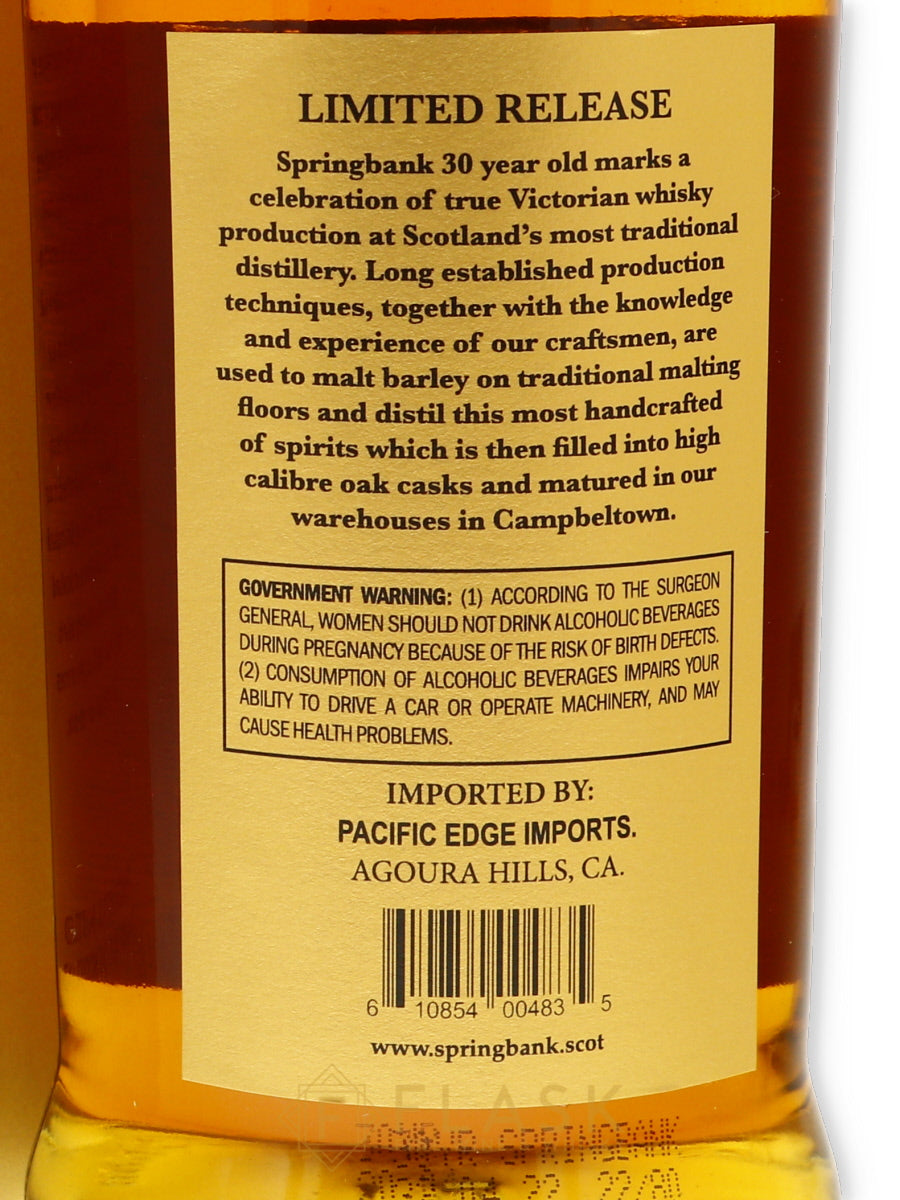 LIMITED RELEASE
Springbank 30 year old marks a
celebration of true Victorian whisky
production at Scotland's most traditional
distillery. Long established production
techniques, together with the knowledge
and experience of our craftsmen, are
used to malt barley on traditional malting
floors and distil this most handcrafted
of spirits which is then filled into high
calibre oak casks and matured in our
warehouses in Campbeltown.
GOVERNMENT WARNING: (1) ACCORDING TO THE SURGEON
GENERAL, WOMEN SHOULD NOT DRINK ALCOHOLIC BEVERAGES
DURING PREGNANCY BECAUSE OF THE RISK OF BIRTH DEFECTS.
(2) CONSUMPTION OF ALCOHOLIC BEVERAGES IMPAIRS YOUR
ABILITY TO DRIVE A CAR OR OPERATE MACHINERY, AND MAY
CAUSE HEALTH PROBLEMS.
IMPORTED BY:
PACIFIC EDGE IMPORTS.
AGOURA HILLS, CA.
6 10854 00483 5
www.springbank.scot
SPRINGBANK